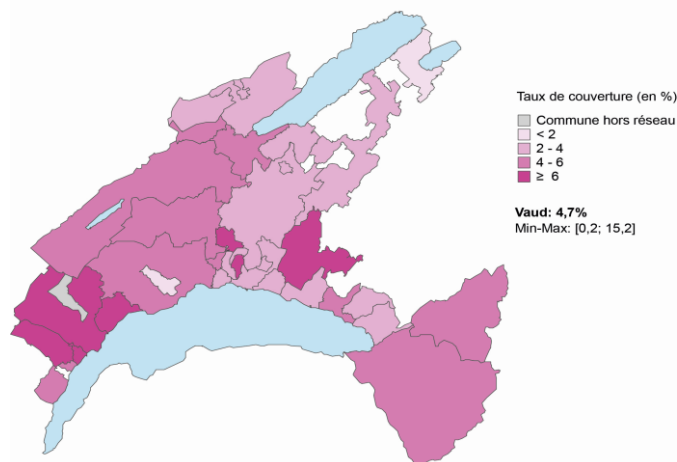 Taux de couverture (en %)
Commune hors réseau
< 2
2 - 4
4 - 6
≥ 6
Vaud: 4,7%
Min-Max: [0,2; 15,2]